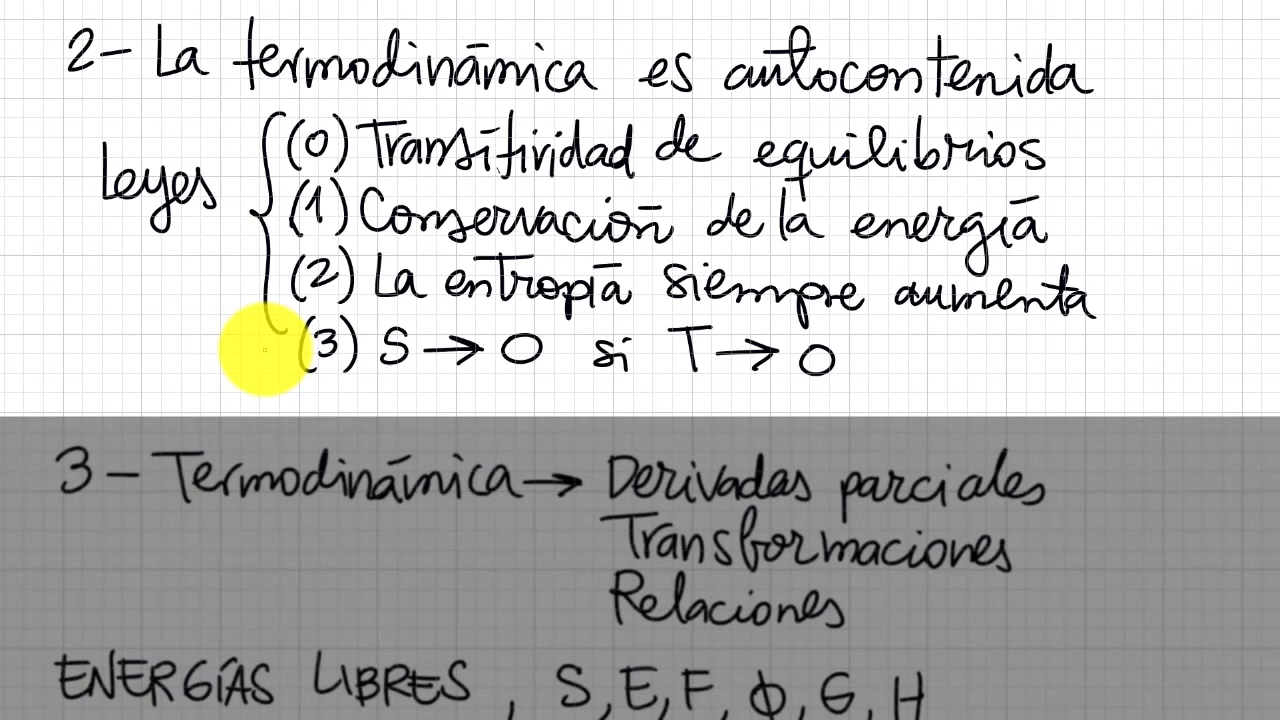 2- La termodinámica es autocontenida
Leyes
(0) Transitividad de equilibrios
(1) Conservación de la energía
(2) La entropía siempre aumenta
(3) S → 0 si T → 0
3- Termodinámica → Derivadas parciales
Transformaciones
Relaciones
ENERGÍAS LIBRES, S, E, F, Φ, G, H